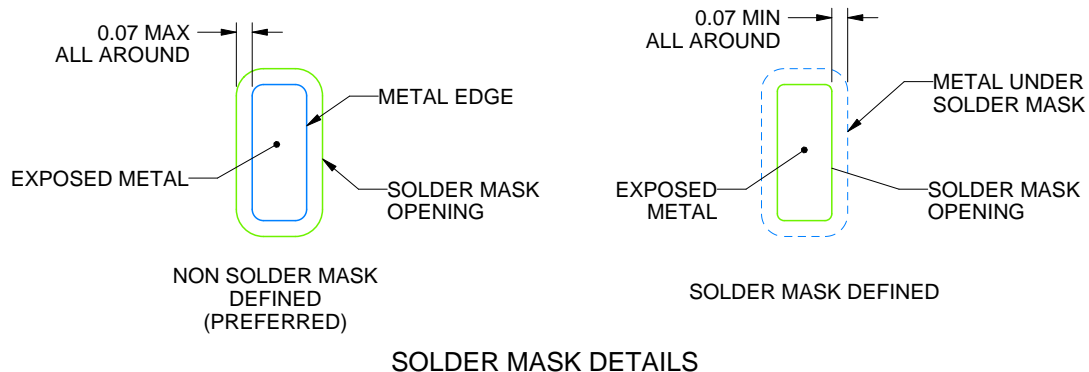 0.07 MAX
ALL AROUND
METAL EDGE
EXPOSED METAL
SOLDER MASK
OPENING
NON SOLDER MASK
DEFINED
(PREFERRED)
0.07 MIN
ALL AROUND
METAL UNDER
SOLDER MASK
EXPOSED
METAL
SOLDER MASK
OPENING
SOLDER MASK DEFINED
SOLDER MASK DETAILS